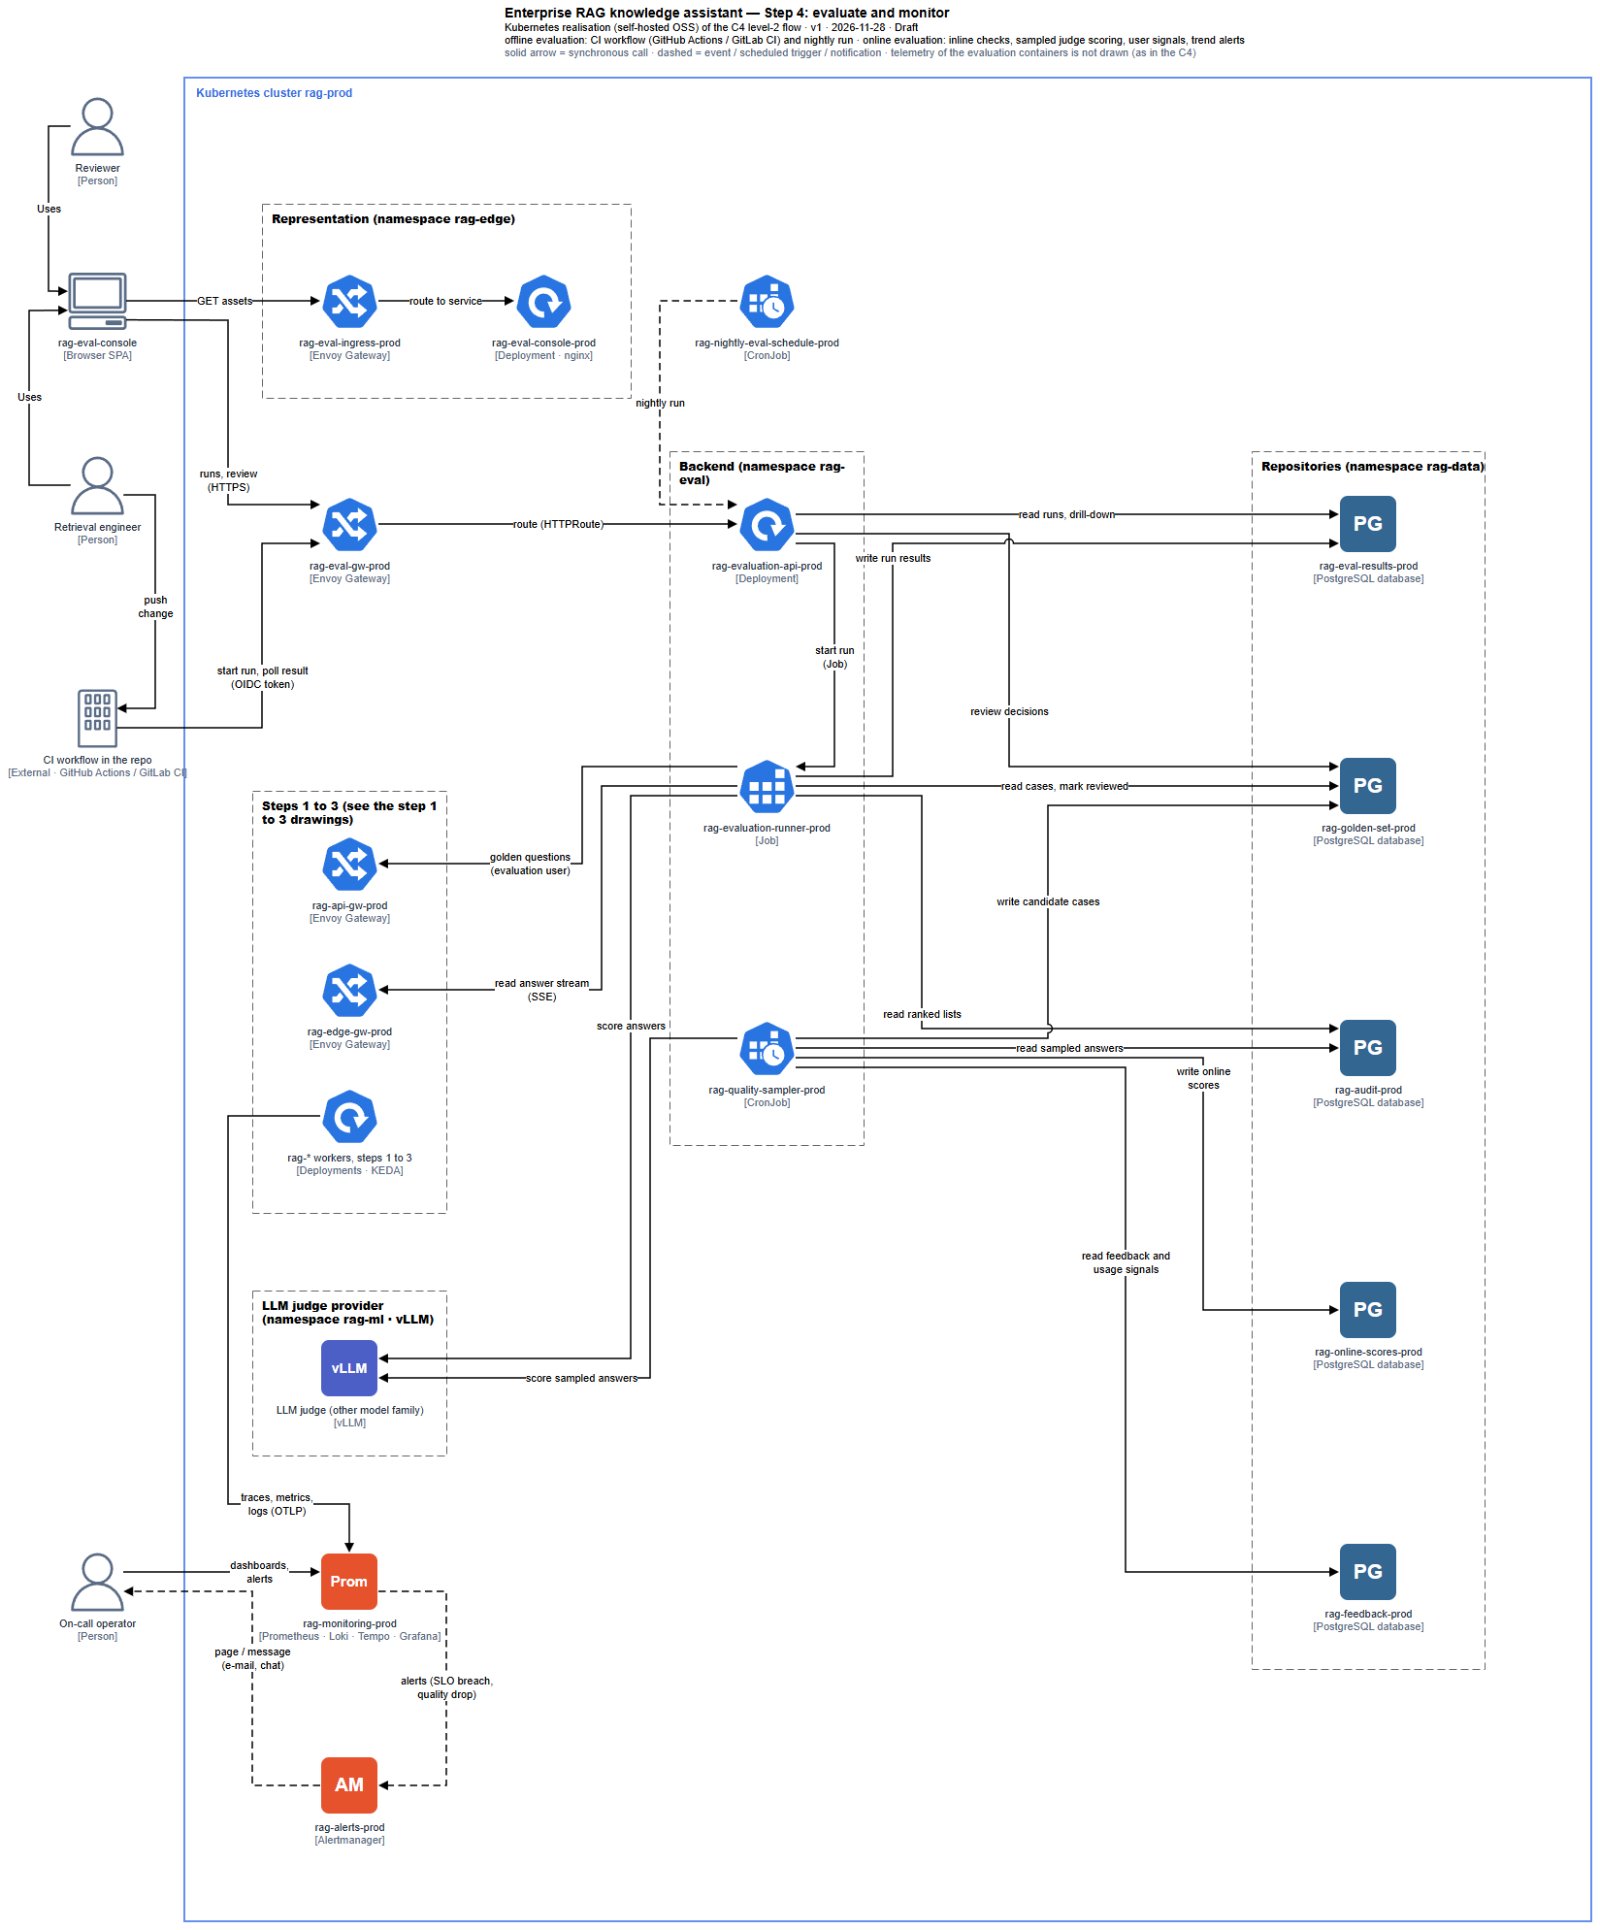 Enterprise RAG knowledge assistant — Step 4: evaluate and monitor
Kubernetes realisation (self-hosted OSS) of the C4 level-2 flow · v1 · 2026-11-28 · Draft
offline evaluation: CI workflow (GitHub Actions / GitLab CI) and nightly run · online evaluation: inline checks, sampled judge scoring, user signals, trend alerts
solid arrow = synchronous call · dashed = event / scheduled trigger / notification · telemetry of the evaluation containers is not drawn (as in the C4)
Kubernetes cluster rag-prod
Reviewer
[Person]
Uses
Representation (namespace rag-edge)
GET assets
route to service
rag-eval-console
[Browser SPA]
rag-eval-ingress-prod
[Envoy Gateway]
rag-eval-console-prod
[Deployment · nginx]
rag-nightly-eval-schedule-prod
[CronJob]
Uses
nightly run
runs, review
(HTTPS)
Backend (namespace rag-
eval)
Repositories (namespace rag-data)
Retrieval engineer
[Person]
route (HTTPRoute)
read runs, drill-down
PG
write run results
rag-eval-gw-prod
[Envoy Gateway]
rag-evaluation-api-prod
[Deployment]
rag-eval-results-prod
[PostgreSQL database]
push
change
start run, poll result
(OIDC token)
start run
(Job)
review decisions
CI workflow in the repo
[External · GitHub Actions / GitLab CI]
read cases, mark reviewed
PG
Steps 1 to 3 (see the step 1
to 3 drawings)
rag-evaluation-runner-prod
[Job]
rag-golden-set-prod
[PostgreSQL database]
golden questions
(evaluation user)
rag-api-gw-prod
[Envoy Gateway]
write candidate cases
read answer stream
(SSE)
rag-edge-gw-prod
[Envoy Gateway]
score answers
read ranked lists
read sampled answers
PG
write online
scores
rag-quality-sampler-prod
[CronJob]
rag-audit-prod
[PostgreSQL database]
rag-* workers, steps 1 to 3
[Deployments · KEDA]
read feedback and
usage signals
LLM judge provider
(namespace rag-ml · vLLM)
PG
rag-online-scores-prod
[PostgreSQL database]
vLLM
score sampled answers
LLM judge (other model family)
[vLLM]
traces, metrics,
logs (OTLP)
dashboards,
alerts
Prom
PG
On-call operator
[Person]
rag-monitoring-prod
[Prometheus · Loki · Tempo · Grafana]
rag-feedback-prod
[PostgreSQL database]
page / message
(e-mail, chat)
alerts (SLO breach,
quality drop)
AM
rag-alerts-prod
[Alertmanager]